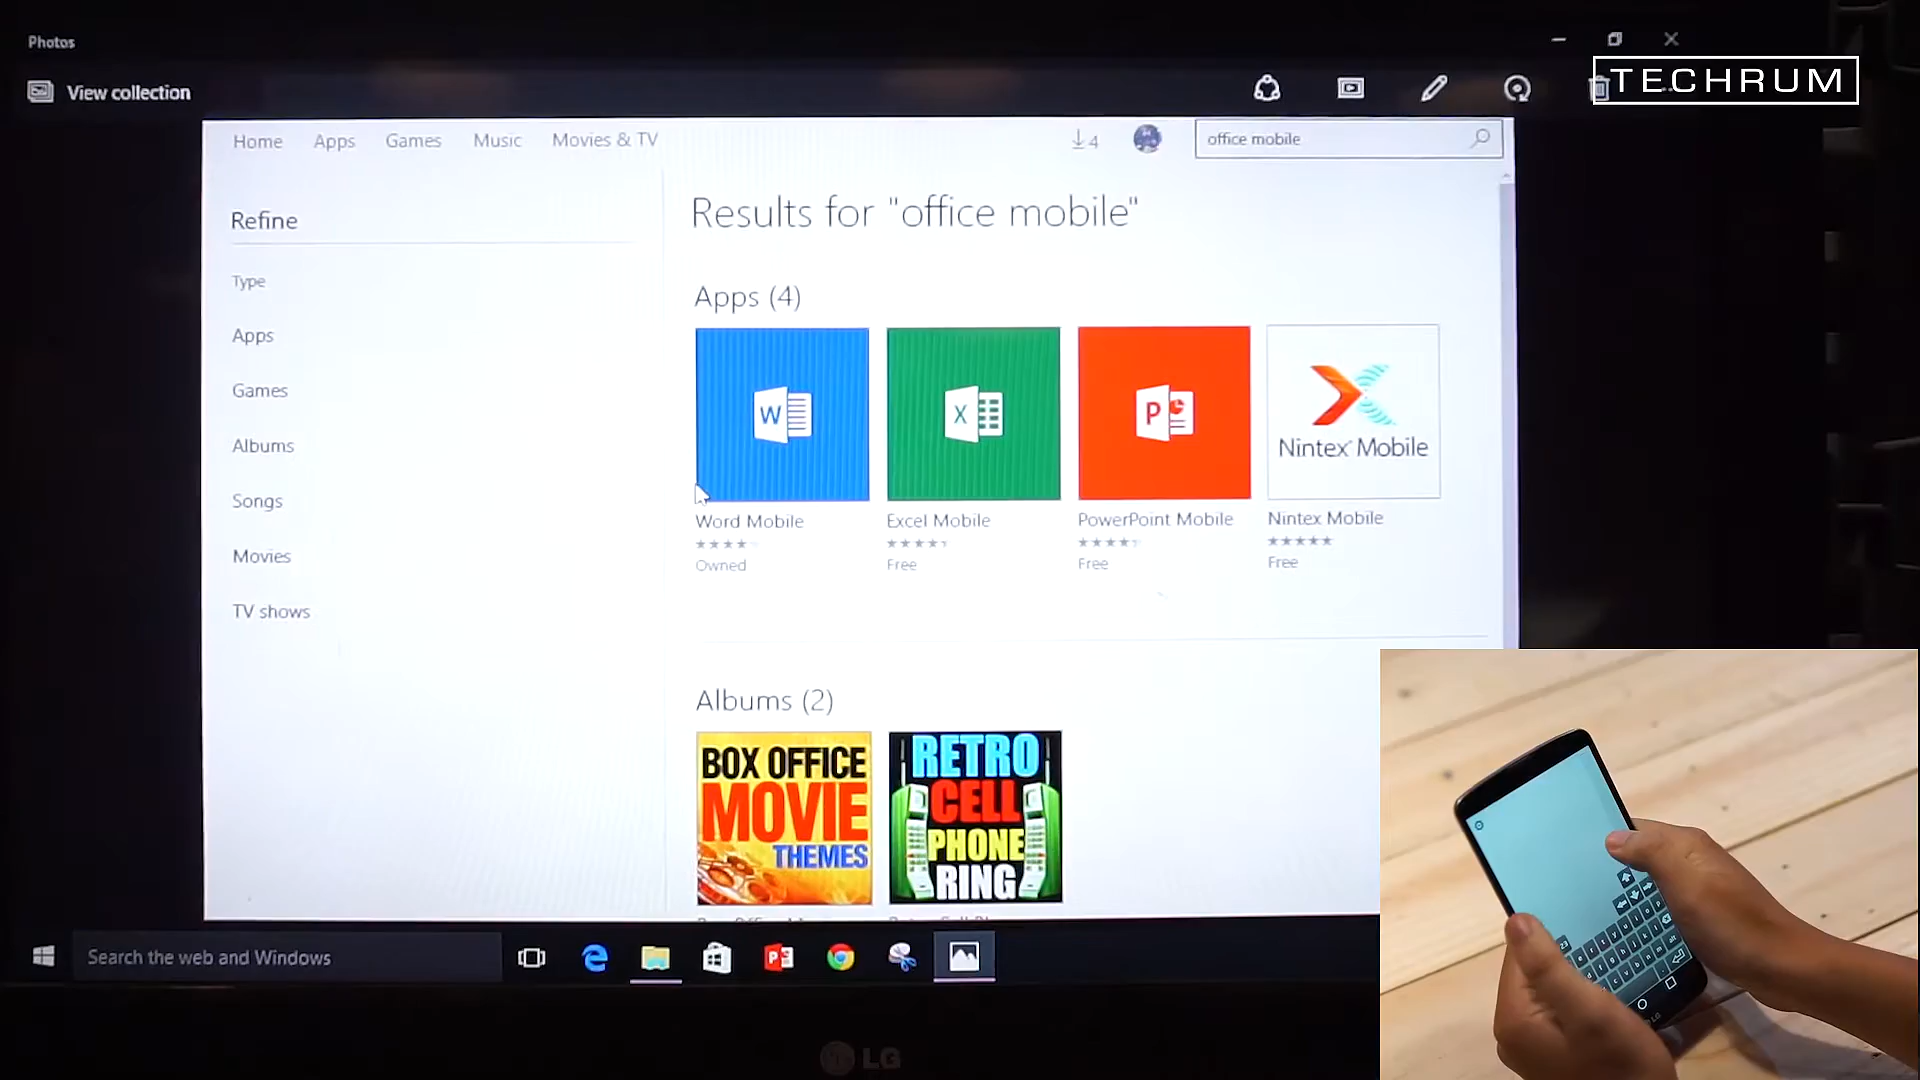 Photos
View collection
TECHRUM
Home Apps Games Music Movies & TV
4
office mobile
Refine
Type
Apps
Games
Albums
Songs
Movies
TV shows
Results for "office mobile"
Apps (4)
Nintex Mobile
Word Mobile
Owned
Excel Mobile
Free
PowerPoint Mobile
Free
Nintex Mobile
Free
Albums (2)
BOX OFFICE
MOVIE
THEMES
RETRO
CELL
PHONE
RING
Search the web and Windows
LG